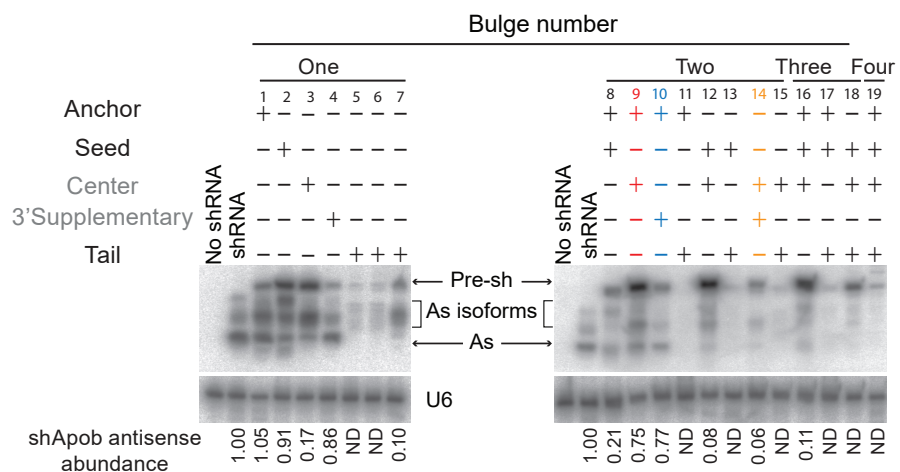 Bulge number
One Two Three Four
1 2 3 4 5 6 7 8 9 10 11 12 13 14 15 16 17 18 19
Anchor + − − − − − − + + + + − − − − + + − +
Seed − + − − − − − + − − − + + − − + + + +
Center − − + − − − − − + − − + − + + + − + +
3'Supplementary − − − + − − − − − + − − − + − − − − −
Tail − − − − + + + − − − + − + − + − + + +
No shRNA
shRNA
No shRNA
shRNA
Pre-sh
As isoforms
As
U6
shApob antisense
abundance
1.00 1.05 0.91 0.17 0.86 ND ND 0.10
1.00 0.21 0.75 0.77 ND 0.08 ND 0.06 ND 0.11 ND ND ND